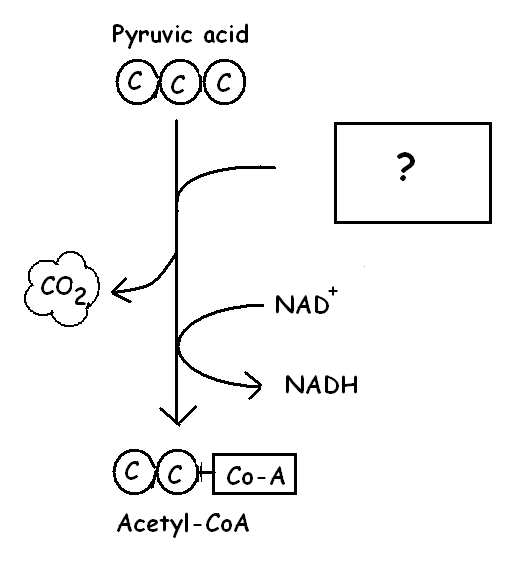 Pyruvic acid
C C C
?
CO2
NAD+
NADH
C C Co-A
Acetyl-CoA